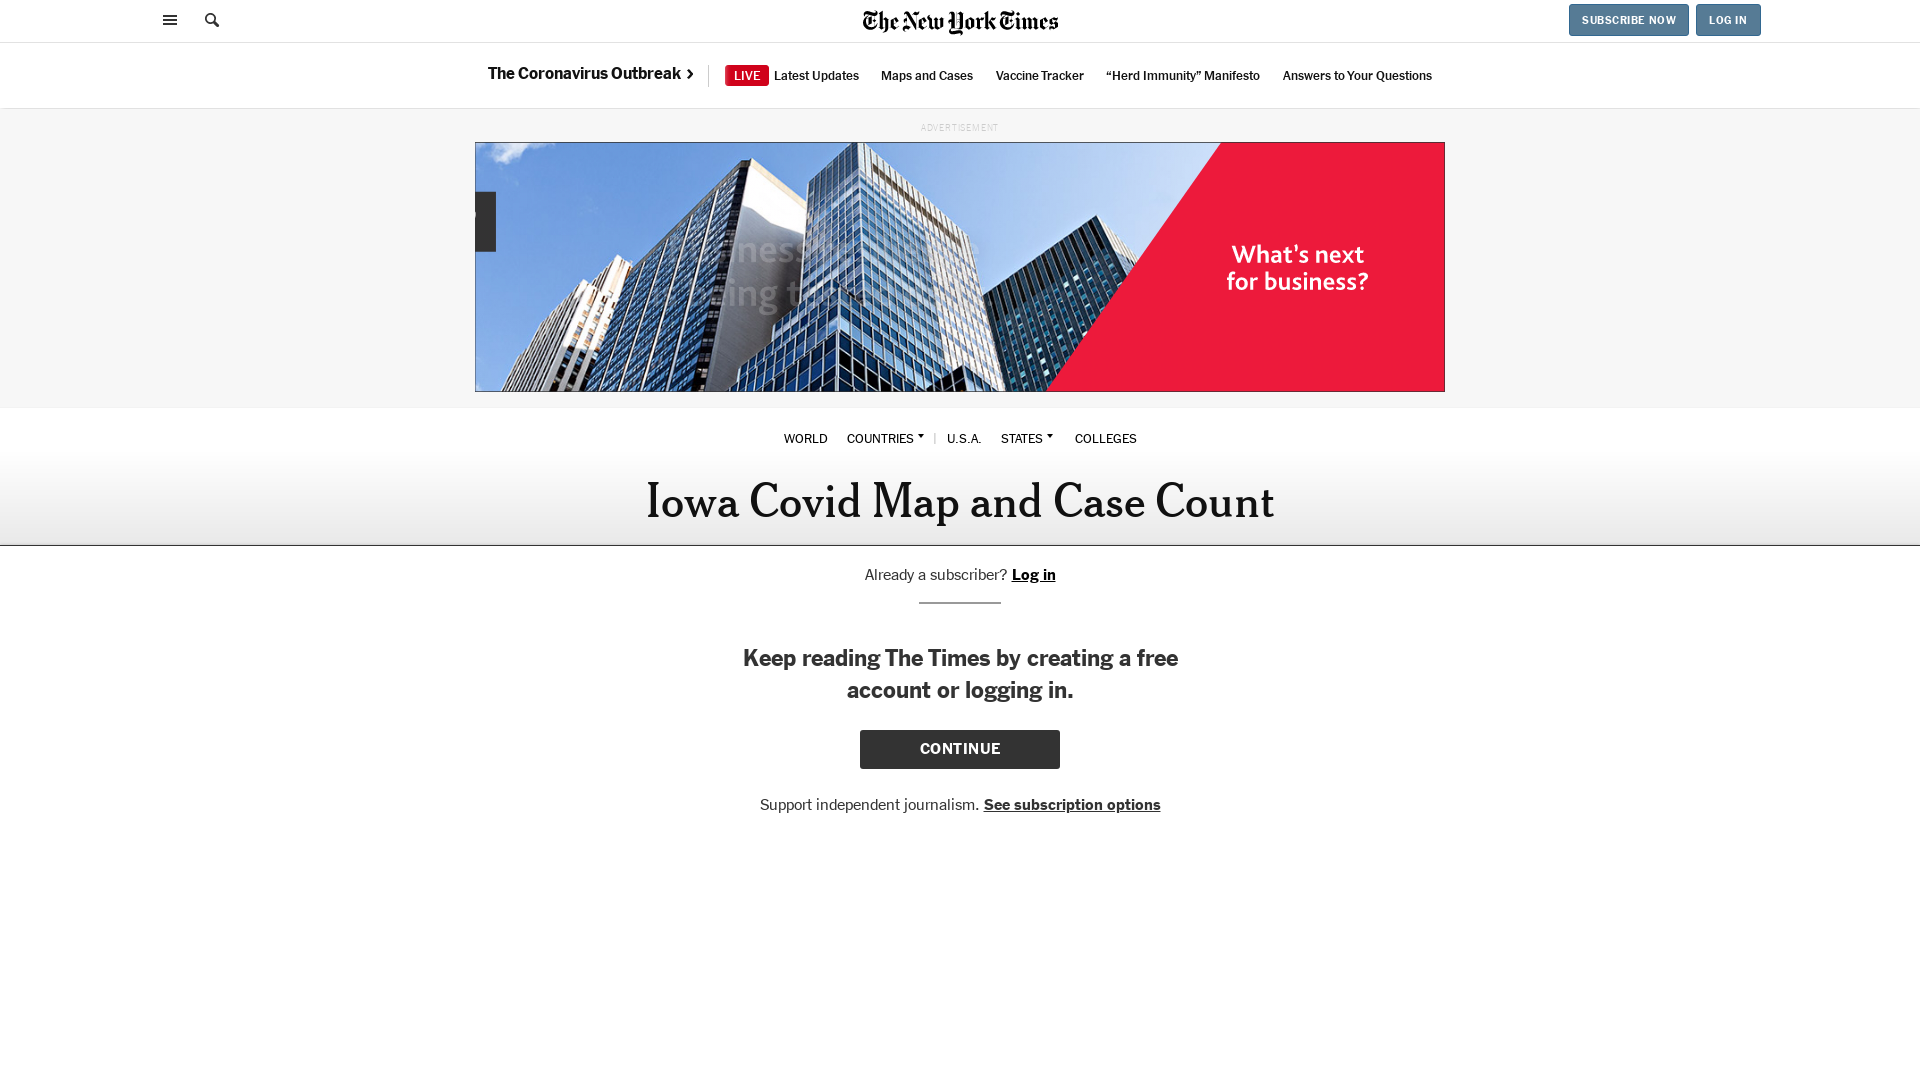 The New York Times
SUBSCRIBE NOW
LOG IN
The Coronavirus Outbreak
LIVE Latest Updates
Maps and Cases
Vaccine Tracker
“Herd Immunity” Manifesto
Answers to Your Questions
ADVERTISEMENT
What’s next
for business?
WORLD
COUNTRIES
U.S.A.
STATES
COLLEGES
Iowa Covid Map and Case Count
Already a subscriber? Log in
Keep reading The Times by creating a free
account or logging in.
CONTINUE
Support independent journalism. See subscription options